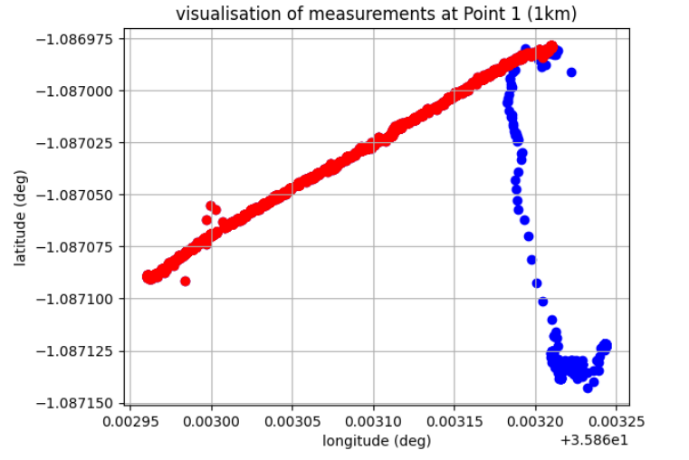 visualisation of measurements at Point 1 (1km)
−1.086975
−1.087000
−1.087025
−1.087050
−1.087075
−1.087100
−1.087125
−1.087150
latitude (deg)
0.00295 0.00300 0.00305 0.00310 0.00315 0.00320 0.00325
longitude (deg)
+3.586e1